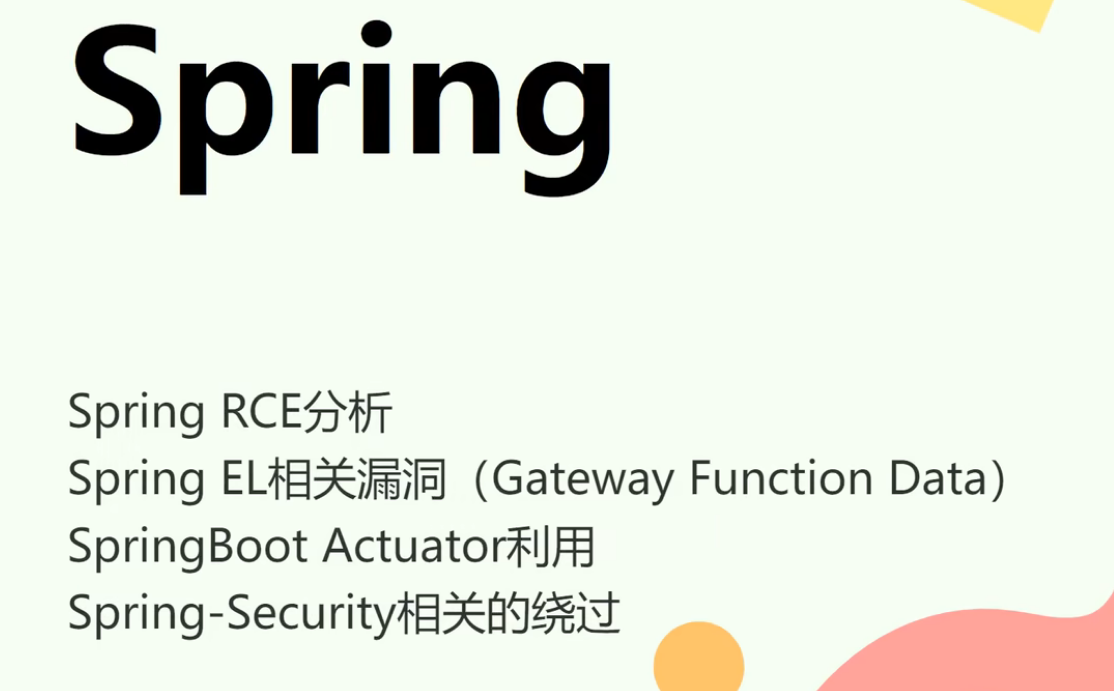 Spring
Spring RCE分析
Spring EL相关漏洞（Gateway Function Data）
SpringBoot Actuator利用
Spring-Security相关的绕过